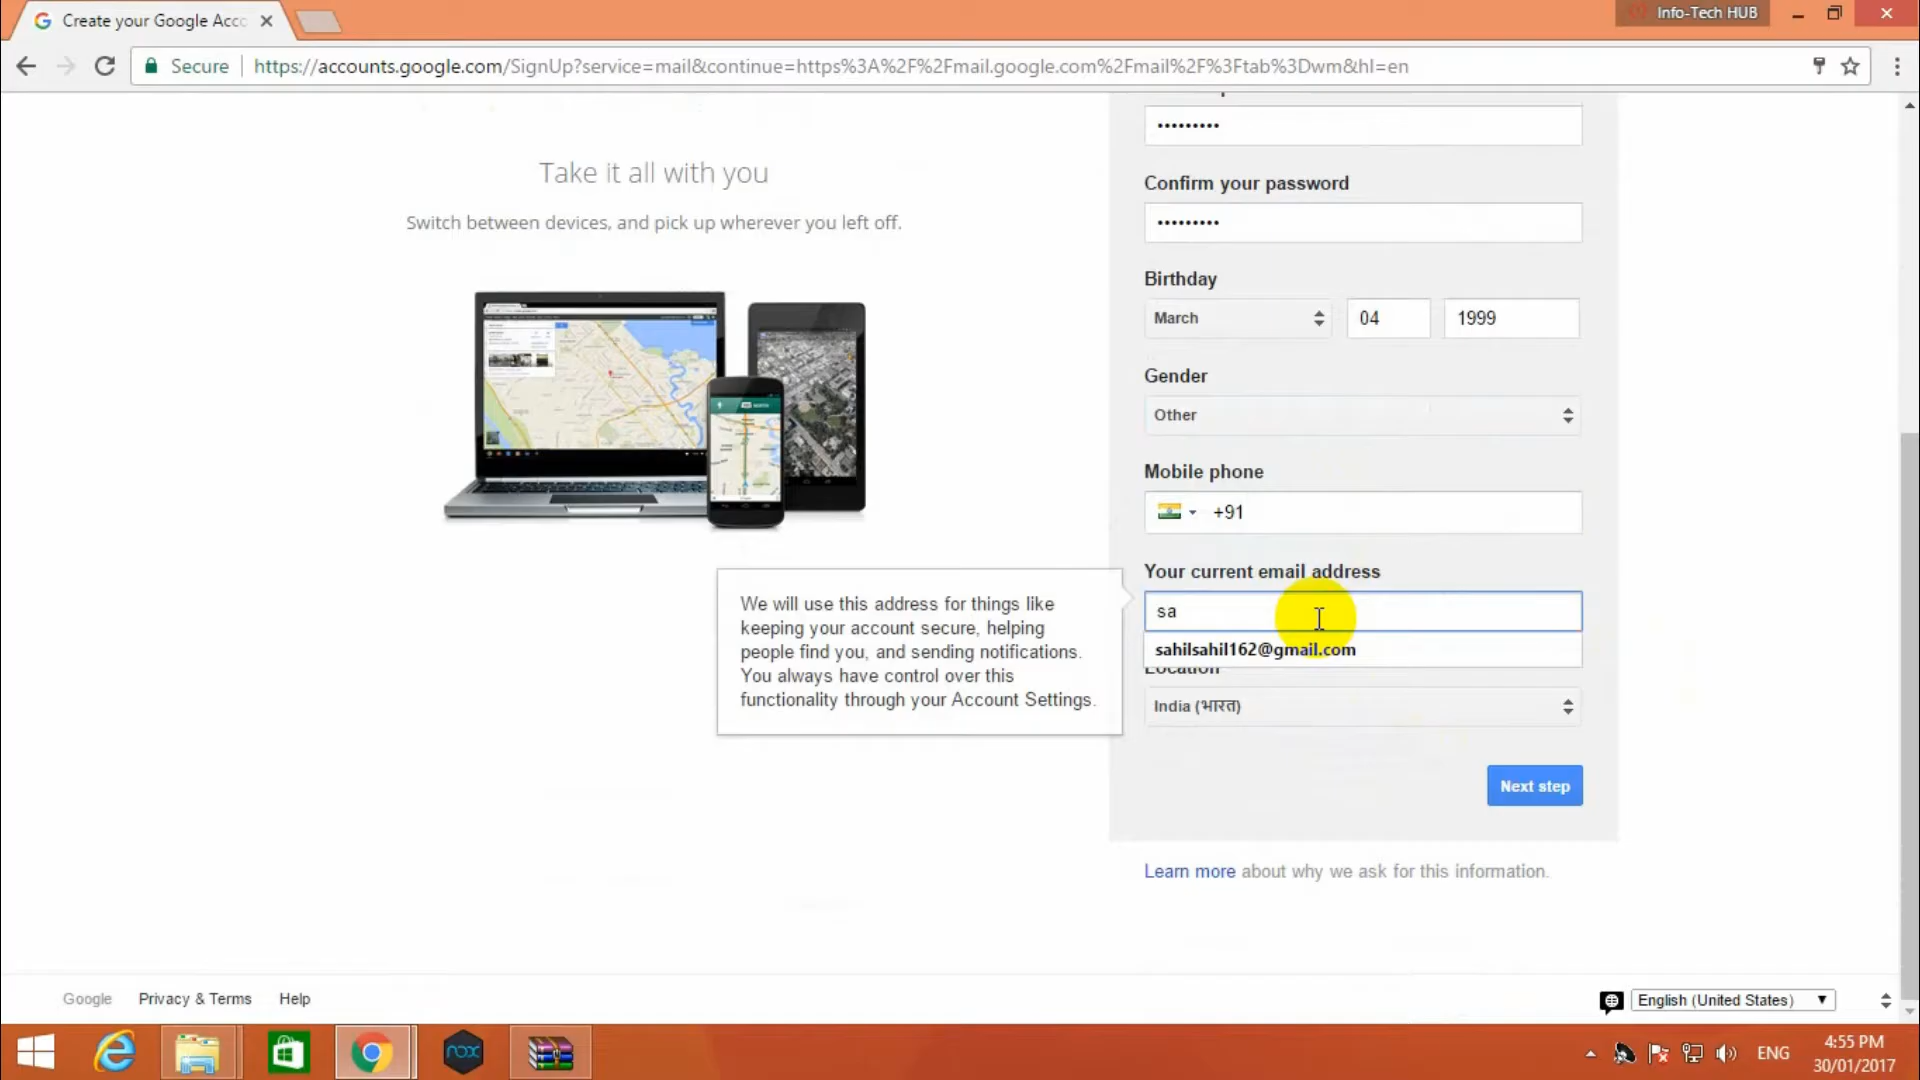 Create your Google Acco
Info-Tech HUB
Secure
https://accounts.google.com/SignUp?service=mail&continue=https%3A%2F%2Fmail.google.com%2Fmail%2F%3Ftab%3Dwm&hl=en
Take it all with you
Switch between devices, and pick up wherever you left off.
•••••••••
Confirm your password
•••••••••
Birthday
March
04
1999
Gender
Other
Mobile phone
+91
Your current email address
sa
sahilsahil162@gmail.com
We will use this address for things like
keeping your account secure, helping
people find you, and sending notifications.
You always have control over this
functionality through your Account Settings.
Location
India (भारत)
Next step
Learn more about why we ask for this information.
Google
Privacy & Terms
Help
English (United States)
nox
ENG
4:55 PM
30/01/2017